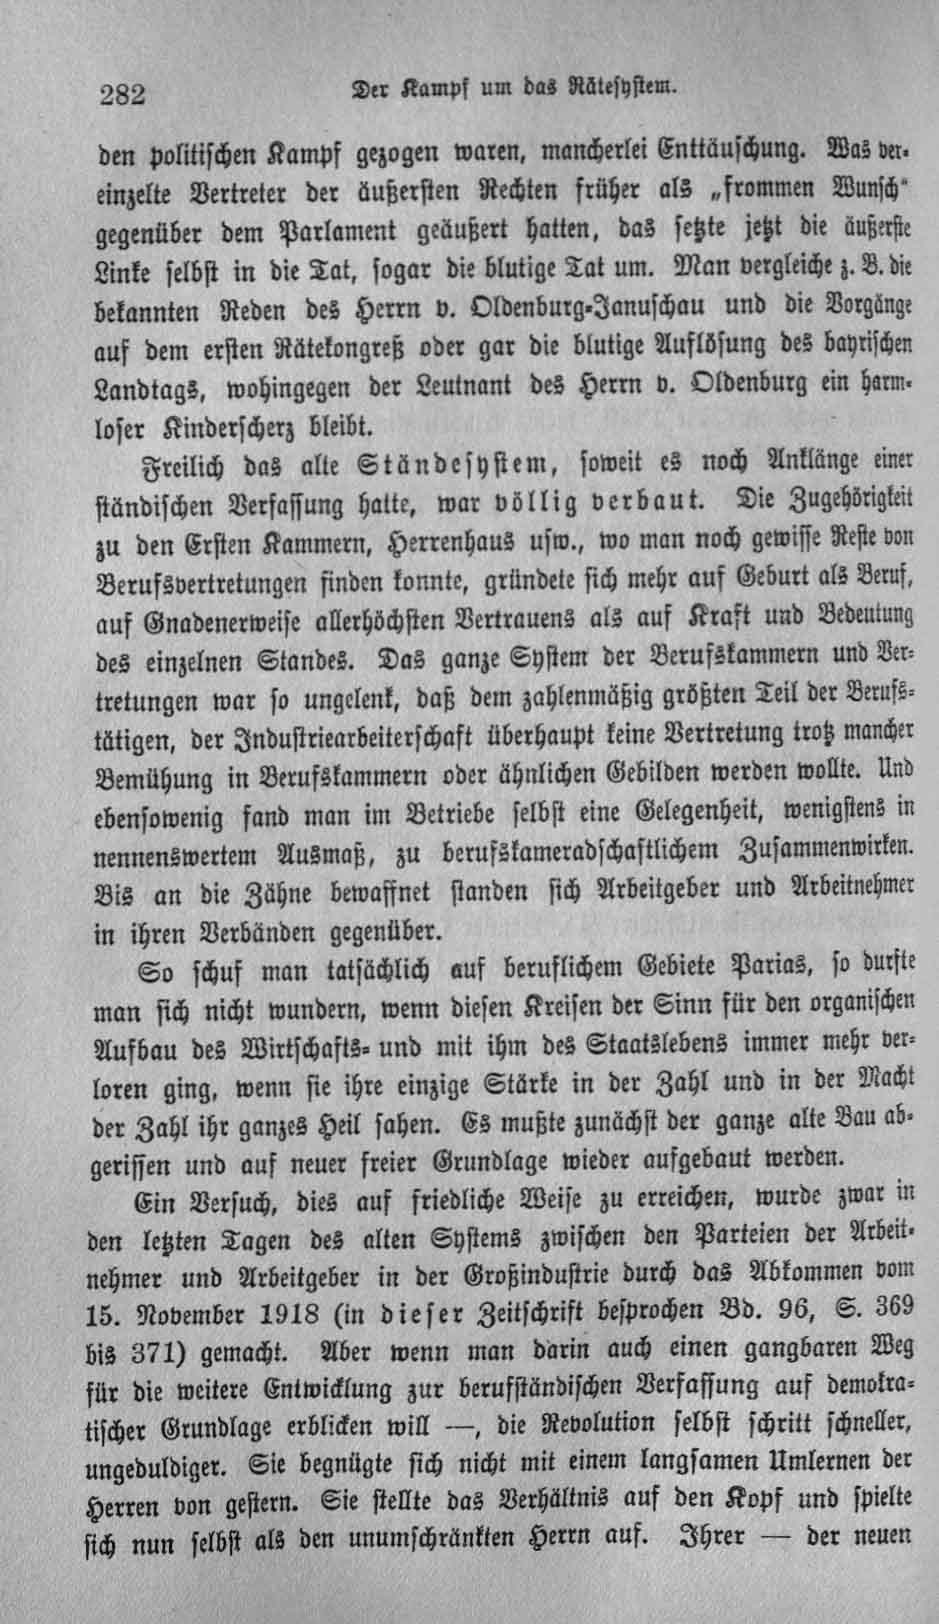 282
Der Kampf um das Rätesystem.
den politischen Kampf gezogen waren, mancherlei Enttäuschung. Was ver-
einzelte Vertreter der äußersten Rechten früher als „frommen Wunsch“
gegenüber dem Parlament geäußert hatten, das setzte jetzt die äußerste
Linke selbst in die Tat, sogar die blutige Tat um. Man vergleiche z. B. die
bekannten Reden des Herrn v. Oldenburg-Januschau und die Vorgänge
auf dem ersten Rätekongreß oder gar die blutige Auflösung des bayrischen
Landtags, wohingegen der Leutnant des Herrn v. Oldenburg ein harm-
loser Kinderscherz bleibt.
Freilich das alte Ständesystem, soweit es noch Anklänge einer
ständischen Verfassung hatte, war völlig verbaut. Die Zugehörigkeit
zu den Ersten Kammern, Herrenhaus usw., wo man noch gewisse Reste von
Berufsvertretungen finden konnte, gründete sich mehr auf Geburt als Beruf,
auf Gnadenerweise allerhöchsten Vertrauens als auf Kraft und Bedeutung
des einzelnen Standes. Das ganze System der Berufskammern und Ver-
tretungen war so ungelenk, daß dem zahlenmäßig größten Teil der Berufs-
tätigen, der Industriearbeiterschaft überhaupt keine Vertretung trotz mancher
Bemühung in Berufskammern oder ähnlichen Gebilden werden wollte. Und
ebensowenig fand man im Betriebe selbst eine Gelegenheit, wenigstens in
nennenswertem Ausmaß, zu berufskameradschaftlichem Zusammenwirken.
Bis an die Zähne bewaffnet standen sich Arbeitgeber und Arbeitnehmer
in ihren Verbänden gegenüber.
So schuf man tatsächlich auf beruflichem Gebiete Parias, so durfte
man sich nicht wundern, wenn diesen Kreisen der Sinn für den organischen
Aufbau des Wirtschafts- und mit ihm des Staatslebens immer mehr ver-
loren ging, wenn sie ihre einzige Stärke in der Zahl und in der Macht
der Zahl ihr ganzes Heil sahen. Es mußte zunächst der ganze alte Bau ab-
gerissen und auf neuer freier Grundlage wieder aufgebaut werden.
Ein Versuch, dies auf friedliche Weise zu erreichen, wurde zwar in
den letzten Tagen des alten Systems zwischen den Parteien der Arbeit-
nehmer und Arbeitgeber in der Großindustrie durch das Abkommen vom
15. November 1918 (in dieser Zeitschrift besprochen Bd. 96, S. 369
bis 371) gemacht. Aber wenn man darin auch einen gangbaren Weg
für die weitere Entwicklung zur berufständischen Verfassung auf demokra-
tischer Grundlage erblicken will —, die Revolution selbst schritt schneller,
ungeduldiger. Sie begnügte sich nicht mit einem langsamen Umlernen der
Herren von gestern. Sie stellte das Verhältnis auf den Kopf und spielte
sich nun selbst als den unumschränkten Herrn auf. Ihrer — der neuen